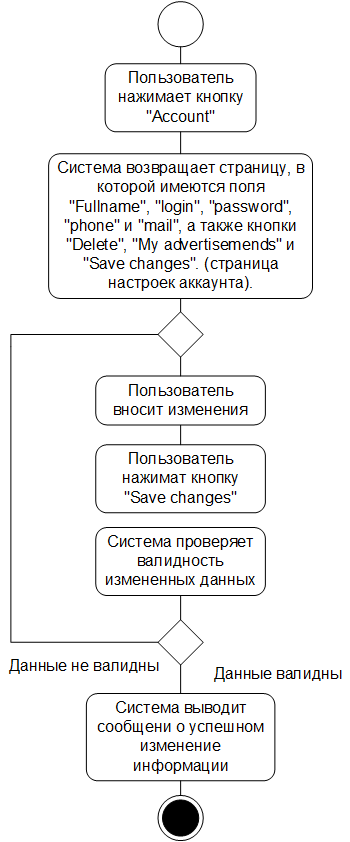 Пользователь
нажимает кнопку
"Account"
Система возвращает страницу, в
которой имеются поля
"Fullname", "login", "password",
"phone" и "mail", а также кнопки
"Delete", "My advertisemends" и
"Save changes". (страница
настроек аккаунта).
Пользователь
вносит изменения
Пользователь
нажимат кнопку
"Save changes"
Система проверяет
валидность
измененных данных
Данные не валидны
Данные валидны
Система выводит
сообщени о успешном
изменение
информации